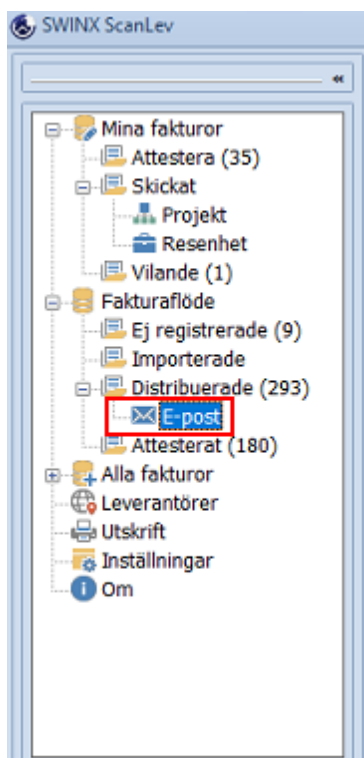 SWINX ScanLev
«
Mina fakturor
Attestera (35)
Skickat
Projekt
Resenhet
Vilande (1)
Fakturaflöde
Ej registrerade (9)
Importerade
Distribuerade (293)
E-post
Attesterat (180)
Alla fakturor
Leverantörer
Utskrift
Inställningar
Om